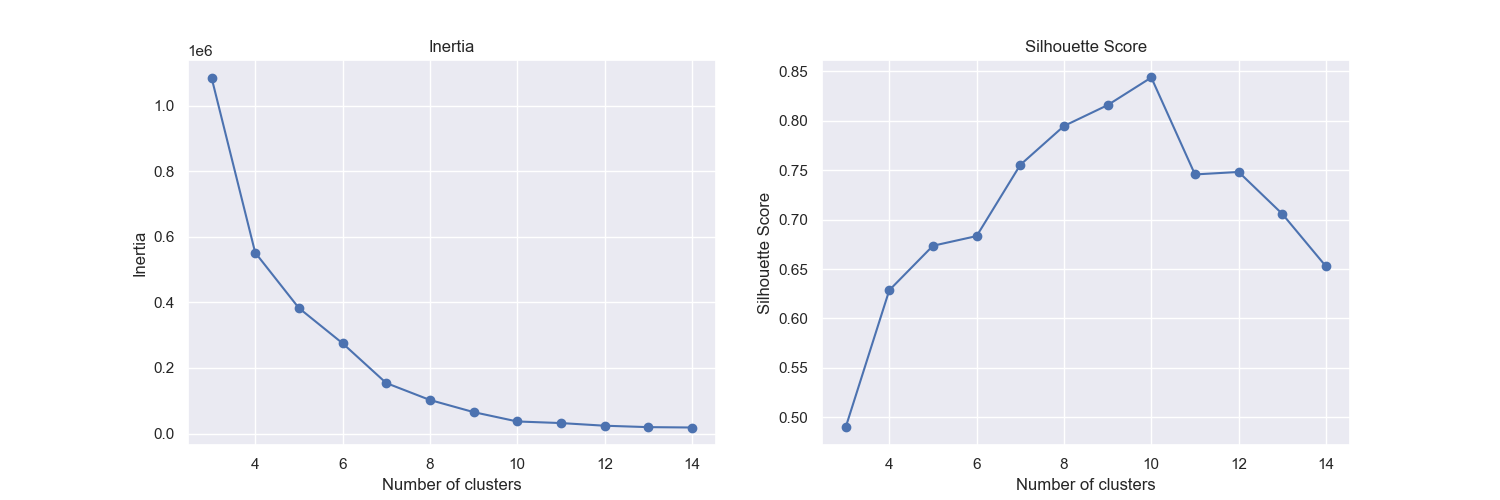 Inertia
1e6
1.0
0.8
0.6
0.4
0.2
0.0
Inertia
4 6 8 10 12 14
Number of clusters
Silhouette Score
0.85
0.80
0.75
0.70
0.65
0.60
0.55
0.50
Silhouette Score
4 6 8 10 12 14
Number of clusters